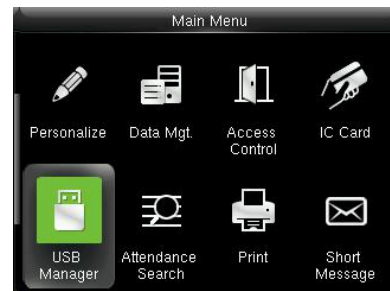 Main Menu
Personalize
Data Mgt.
Access
Control
IC Card
USB
Manager
Attendance
Search
Print
Short
Message